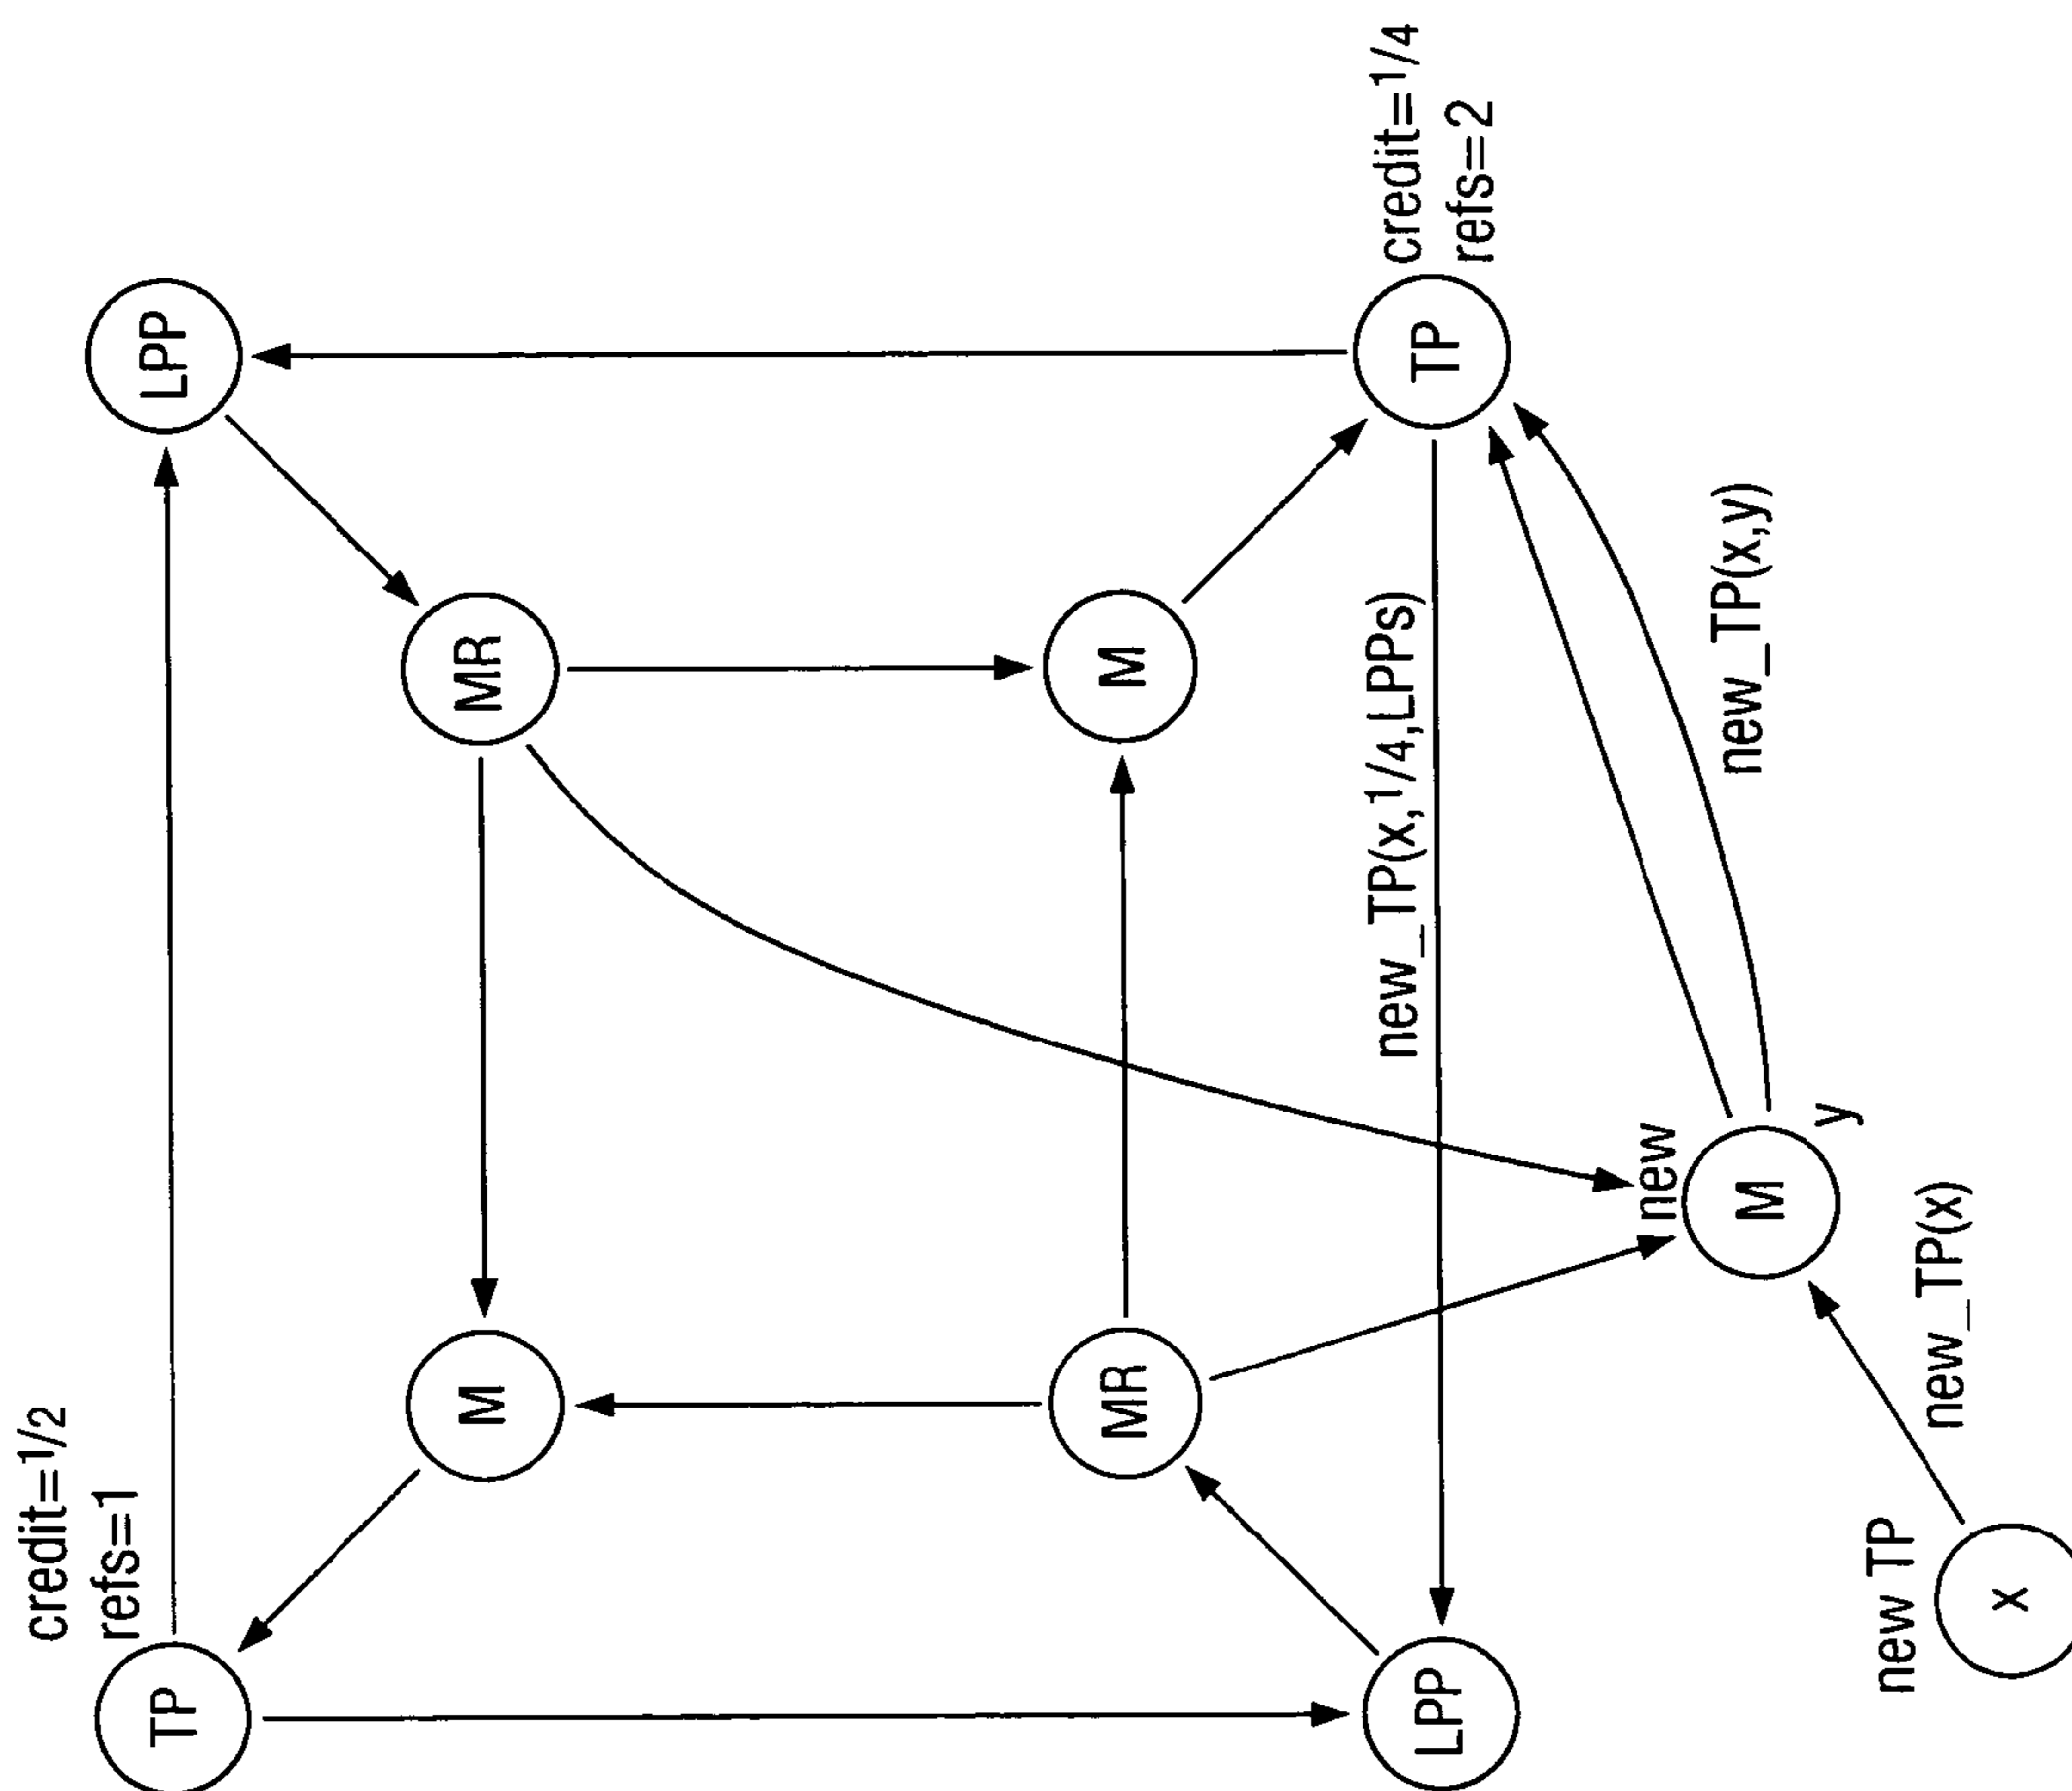 credit=1/2
refs=1
TP
LPP
M
MR
MR
M
new_TP(x,1/4,LPPs)
credit=1/4
refs=2
LPP
TP
new
M
new_TP(x,y)
y
new TP
new_TP(x)
x